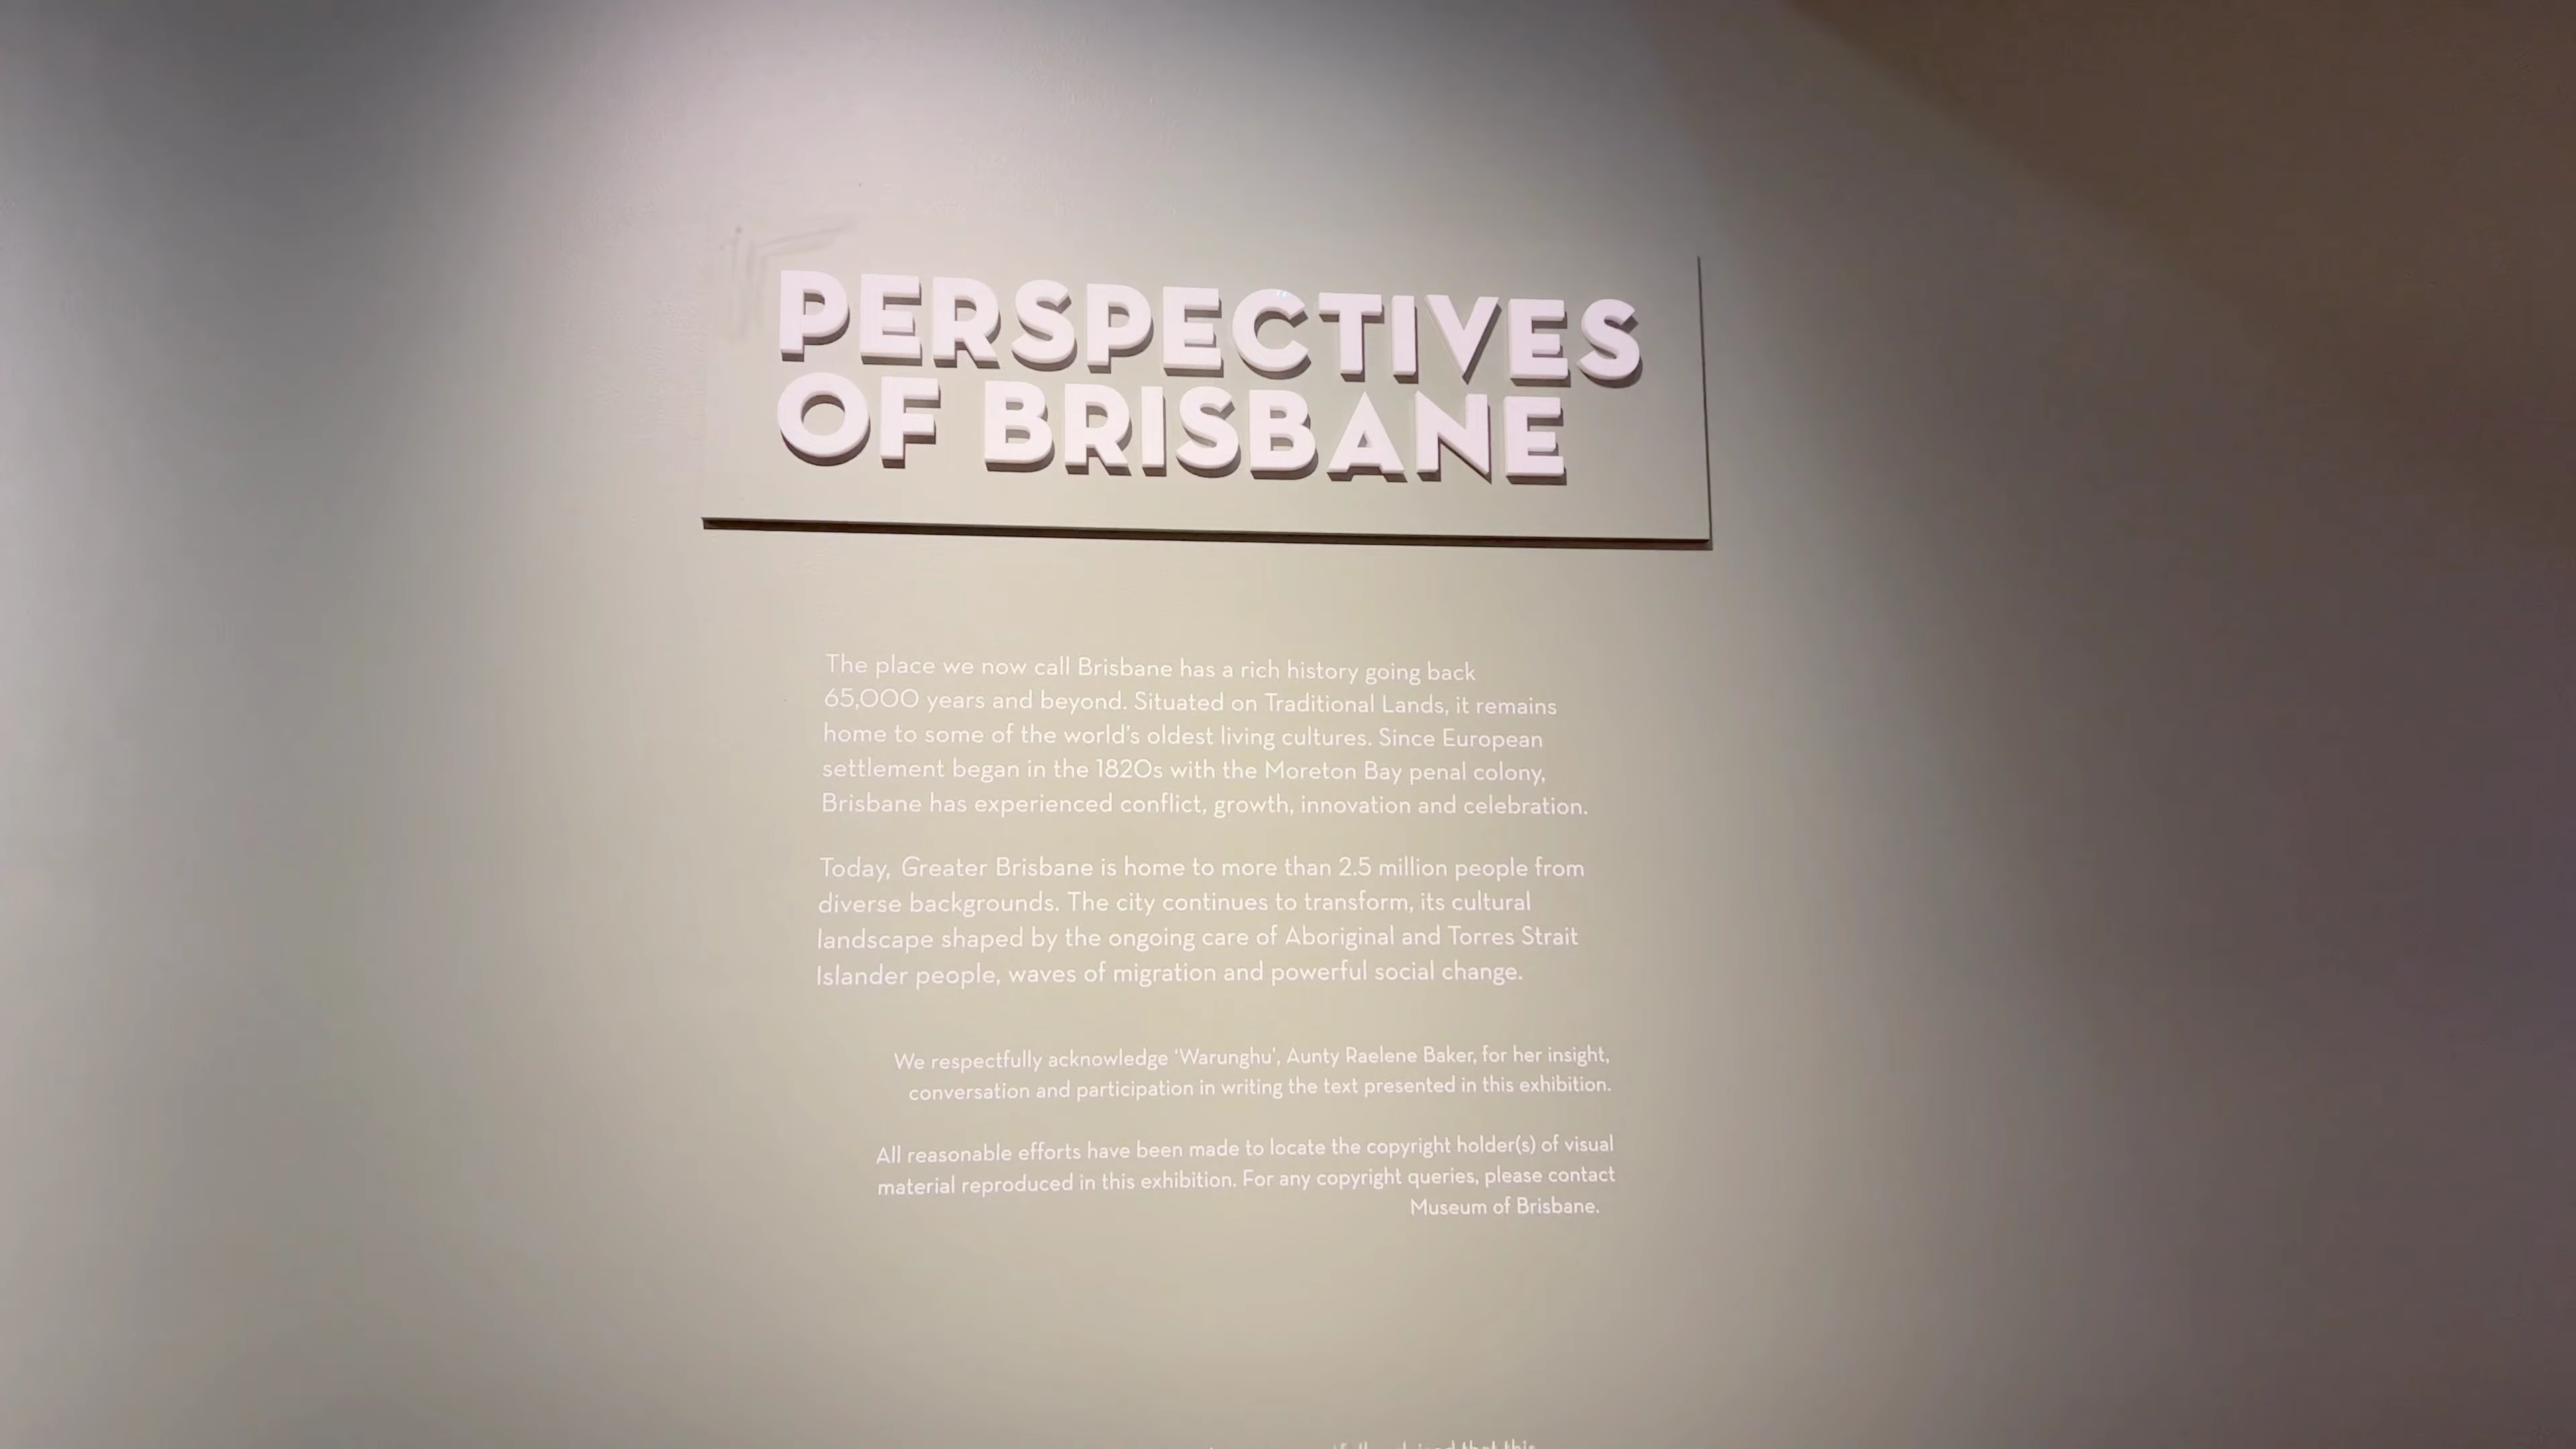 PERSPECTIVES
OF BRISBANE
The place we now call Brisbane has a rich history going back
65,000 years and beyond. Situated on Traditional Lands, it remains
home to some of the world's oldest living cultures. Since European
settlement began in the 1820s with the Moreton Bay penal colony,
Brisbane has experienced conflict, growth, innovation and celebration.
Today, Greater Brisbane is home to more than 2.5 million people from
diverse backgrounds. The city continues to transform, its cultural
landscape shaped by the ongoing care of Aboriginal and Torres Strait
Islander people, waves of migration and powerful social change.
We respectfully acknowledge 'Warunghu', Aunty Raelene Baker, for her insight,
conversation and participation in writing the text presented in this exhibition.
All reasonable efforts have been made to locate the copyright holder(s) of visual
material reproduced in this exhibition. For any copyright queries, please contact
Museum of Brisbane.
that this